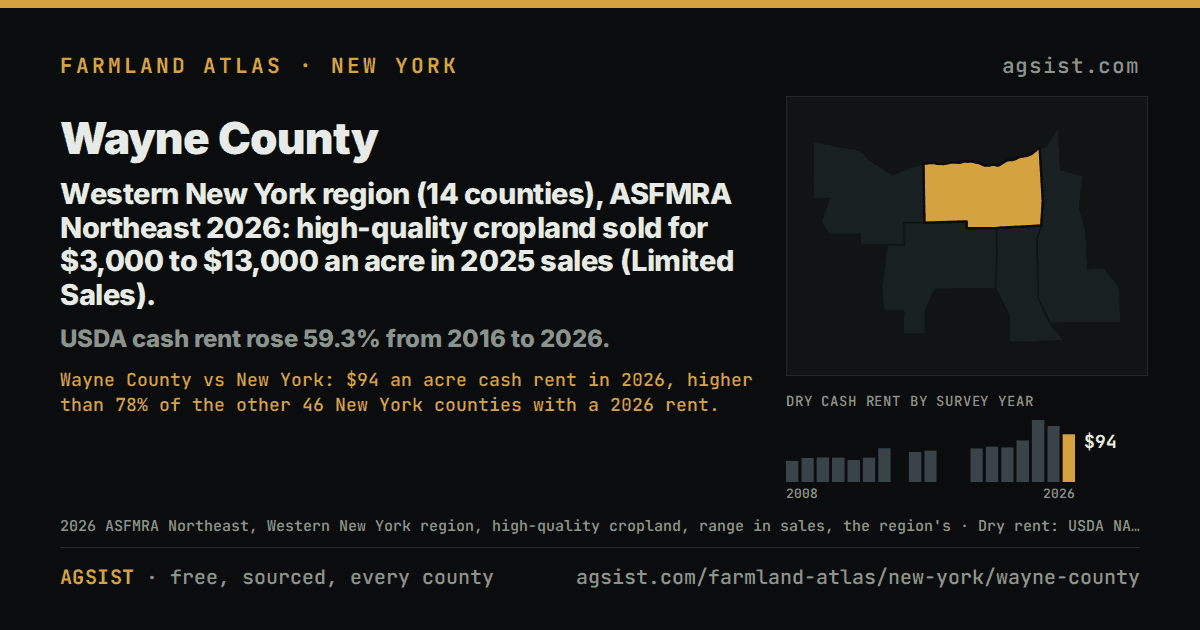 FARMLAND ATLAS · NEW YORK
agsist.com
Wayne County
Western New York region (14 counties), ASFMRA
Northeast 2026: high-quality cropland sold for
$3,000 to $13,000 an acre in 2025 sales (Limited
Sales).
USDA cash rent rose 59.3% from 2016 to 2026.
Wayne County vs New York: $94 an acre cash rent in 2026, higher
than 78% of the other 46 New York counties with a 2026 rent.
DRY CASH RENT BY SURVEY YEAR
$94
2008
2026
2026 ASFMRA Northeast, Western New York region, high-quality cropland, range in sales, the region's · Dry rent: USDA NA…
AGSIST · free, sourced, every county
agsist.com/farmland-atlas/new-york/wayne-county